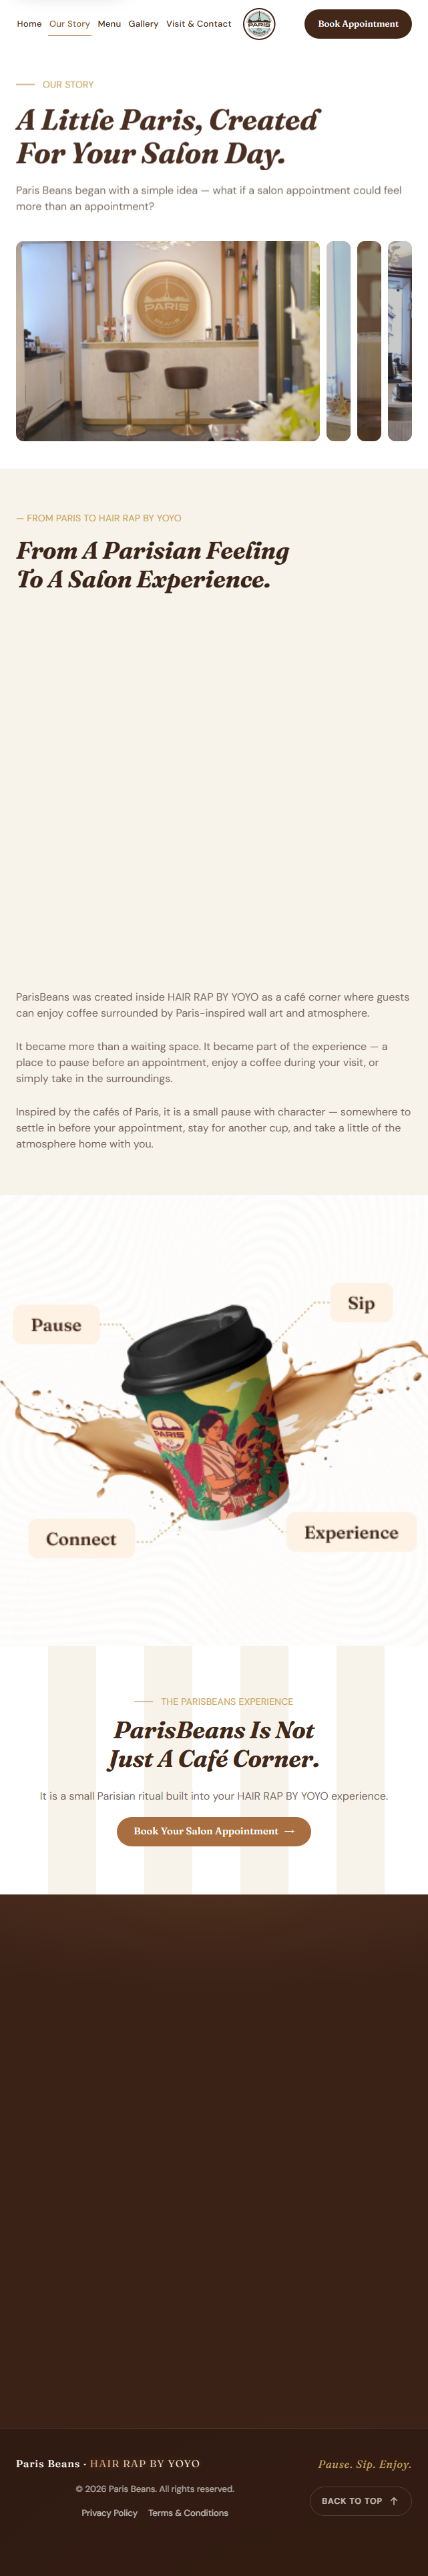 Home Our Story Menu Gallery Visit & Contact PARIS Book Appointment
OUR STORY
A Little Paris, Created
For Your Salon Day.
Paris Beans began with a simple idea — what if a salon appointment could feel
more than an appointment?
PARIS
— FROM PARIS TO HAIR RAP BY YOYO
From A Parisian Feeling
To A Salon Experience.
ParisBeans was created inside HAIR RAP BY YOYO as a café corner where guests
can enjoy coffee surrounded by Paris-inspired wall art and atmosphere.
It became more than a waiting space. It became part of the experience — a
place to pause before an appointment, enjoy a coffee during your visit, or
simply take in the surroundings.
Inspired by the cafés of Paris, it is a small pause with character — somewhere to
settle in before your appointment, stay for another cup, and take a little of the
atmosphere home with you.
Sip
Pause
PARIS
Experience
Connect
THE PARISBEANS EXPERIENCE
ParisBeans Is Not
Just A Café Corner.
It is a small Parisian ritual built into your HAIR RAP BY YOYO experience.
Book Your Salon Appointment →
Paris Beans · HAIR RAP BY YOYO
Pause. Sip. Enjoy.
© 2026 Paris Beans. All rights reserved.
BACK TO TOP ↑
Privacy Policy Terms & Conditions